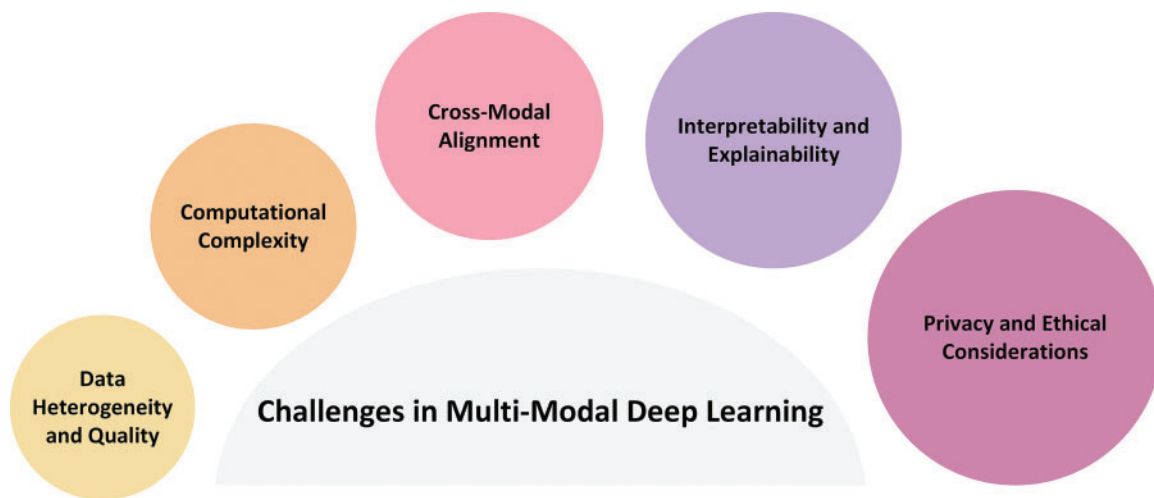 Cross-Modal
Alignment
Interpretability and
Explainability
Computational
Complexity
Privacy and Ethical
Considerations
Data
Heterogeneity
and Quality
Challenges in Multi-Modal Deep Learning